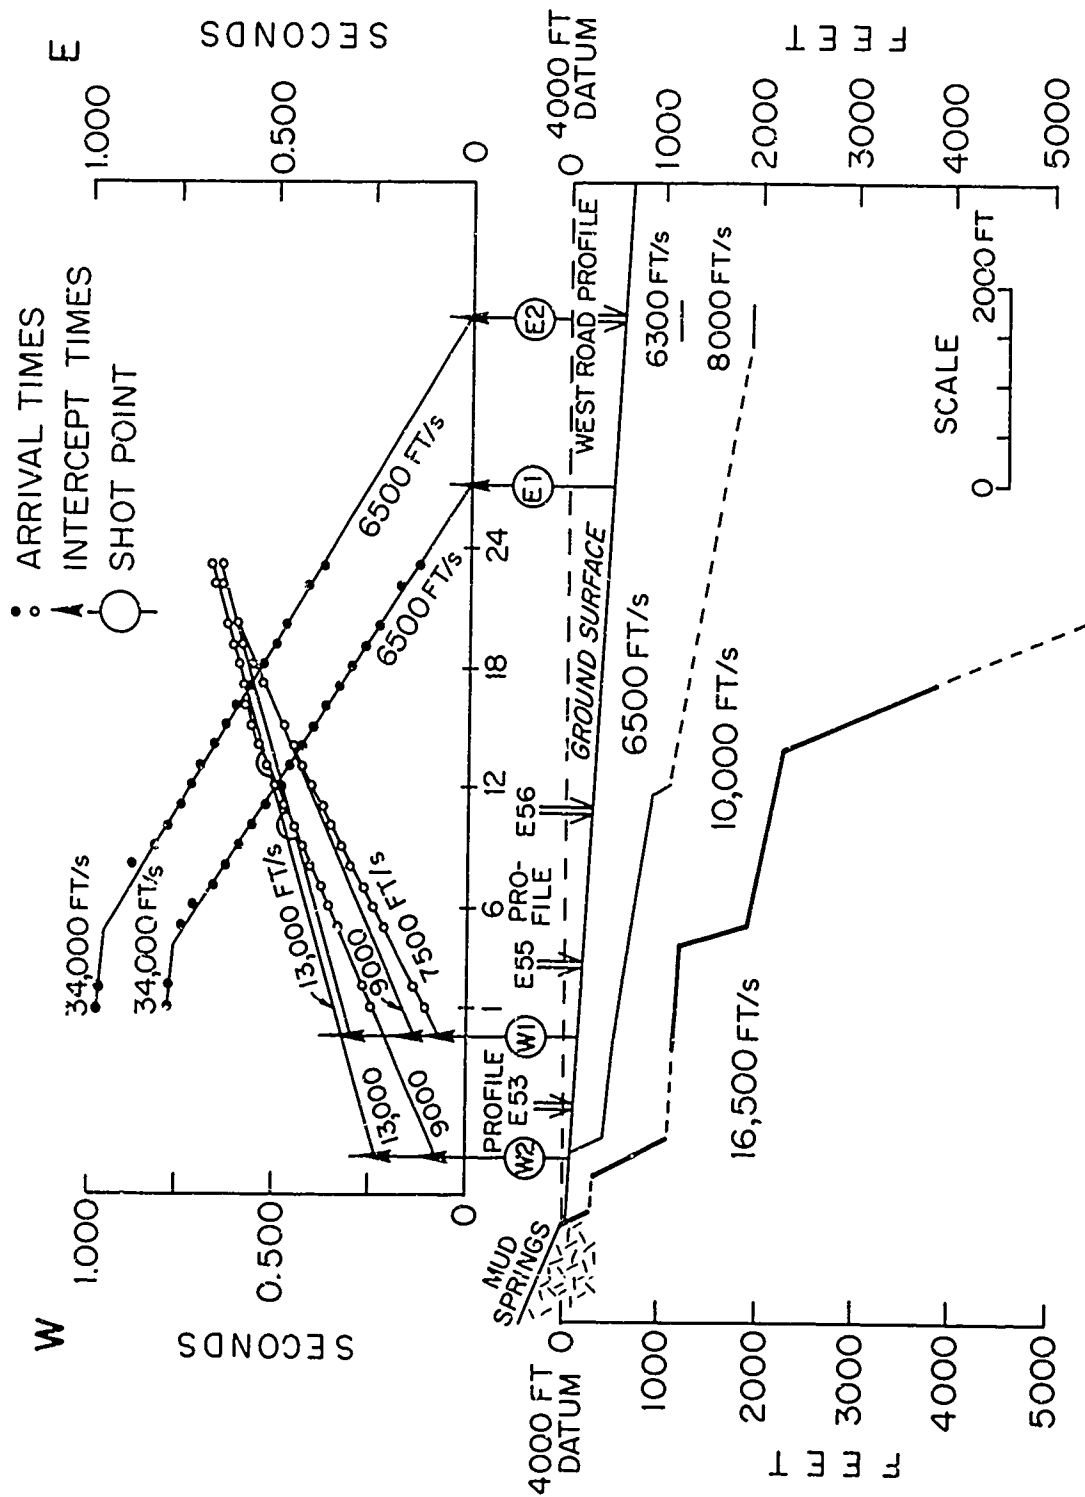 W
E
ARRIVAL TIMES
INTERCEPT TIMES
SHOT POINT
SECONDS
1.000
0.500
0
SECONDS
1.000
0.500
0
34,000 FT/s
34,000 FT/s
6500 FT/s
6500 FT/s
13,000 FT/s
9000
7500 FT/s
13,000
9000
1
6
12
18
24
W2
W1
E1
E2
PROFILE
E53
E55
PRO-
FILE
E56
WEST ROAD PROFILE
MUD
SPRINGS
GROUND SURFACE
6500 FT/s
6300 FT/s
8000 FT/s
10,000 FT/s
16,500 FT/s
4000 FT
DATUM
0
1000
2000
3000
4000
5000
FEET
4000 FT
DATUM
0
1000
2000
3000
4000
5000
FEET
SCALE
0
2000 FT